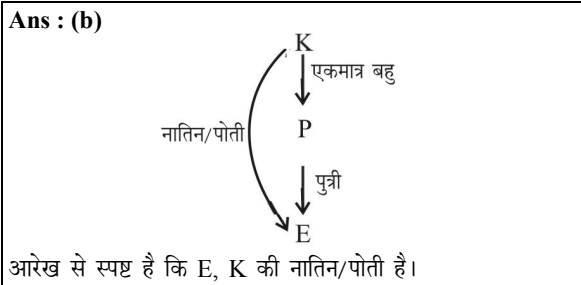 Ans : (b)
K
एकमात्र बहु
P
नातिन/पोती
पुत्री
E
आरेख से स्पष्ट है कि E, K की नातिन/पोती है।